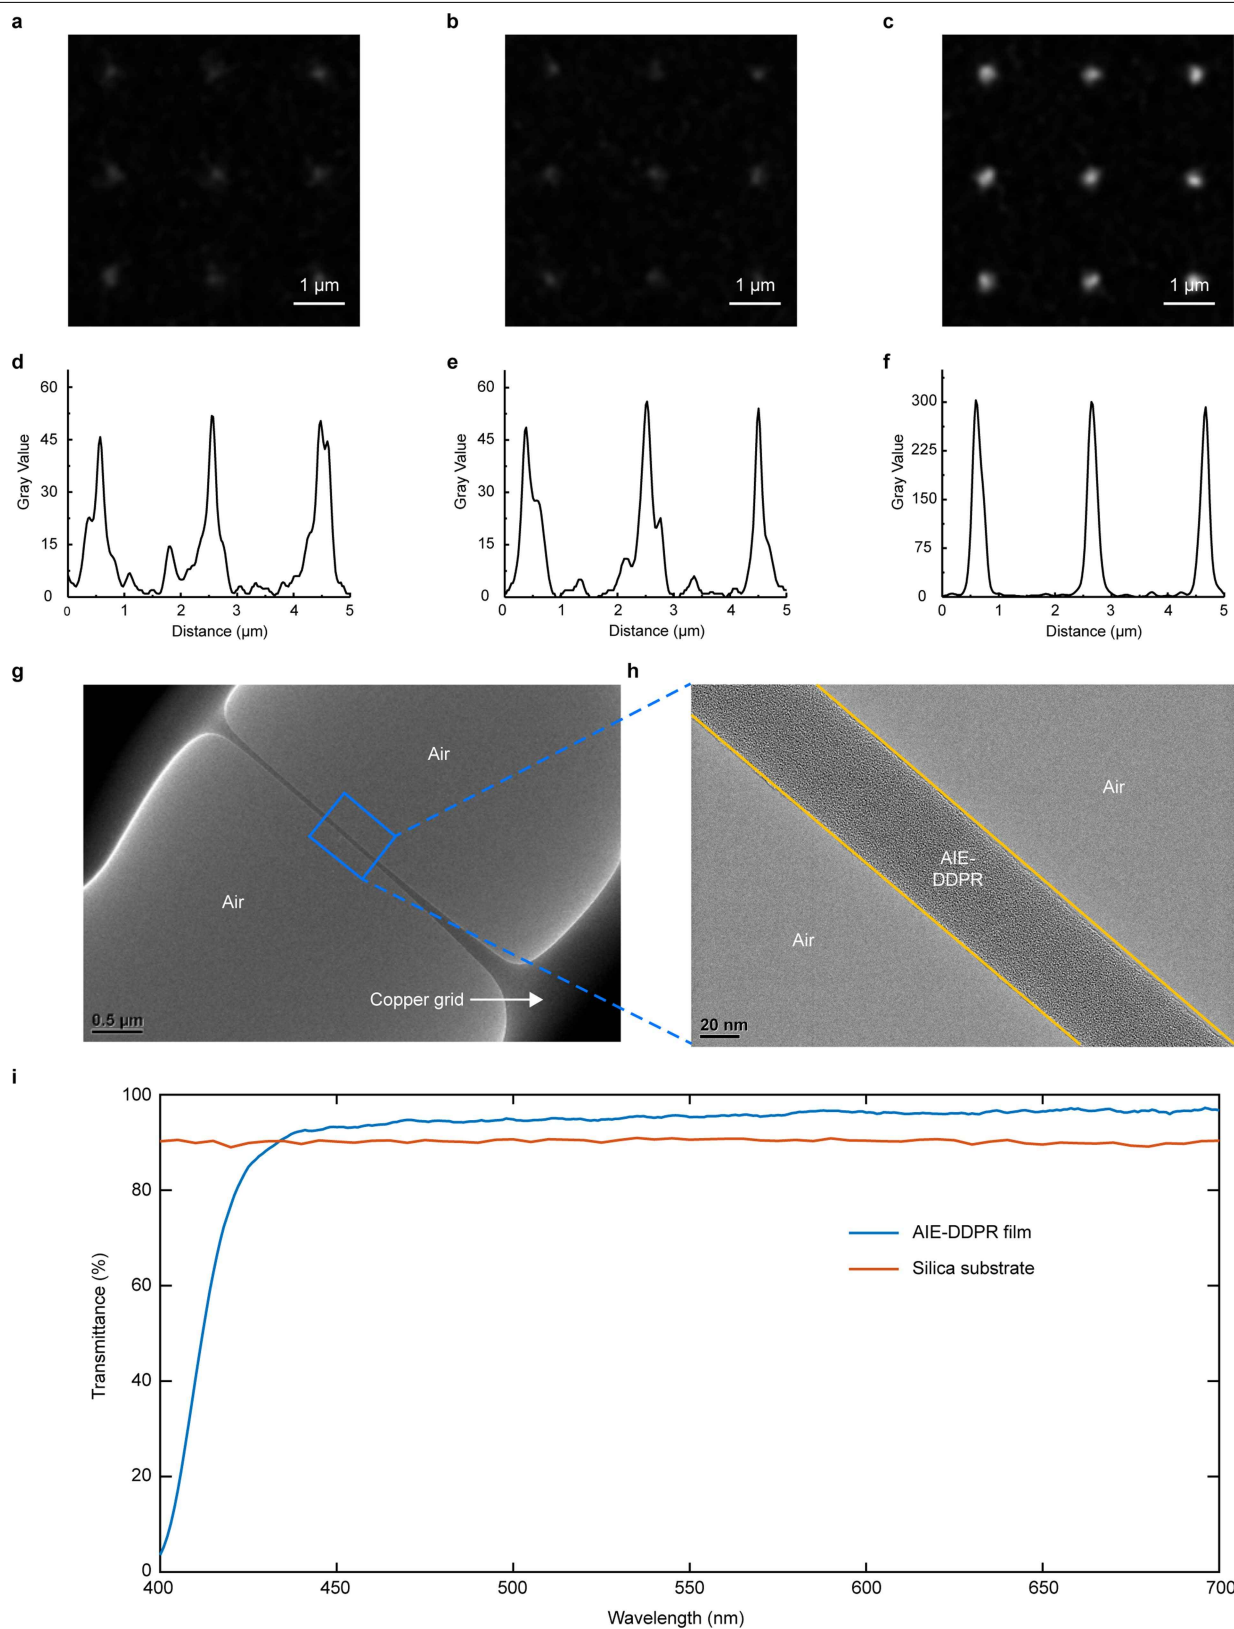 a
b
c
1 µm
1 µm
1 µm
d
e
f
60
45
30
15
0
Gray Value
0 1 2 3 4 5
Distance (µm)
60
45
30
15
0
Gray Value
0 1 2 3 4 5
Distance (µm)
300
225
150
75
0
Gray Value
0 1 2 3 4 5
Distance (µm)
g
h
Air
Air
Copper grid
0.5 µm
Air
AIE-
DDPR
Air
20 nm
i
100
80
60
40
20
0
Transmittance (%)
AIE-DDPR film
Silica substrate
400 450 500 550 600 650 700
Wavelength (nm)